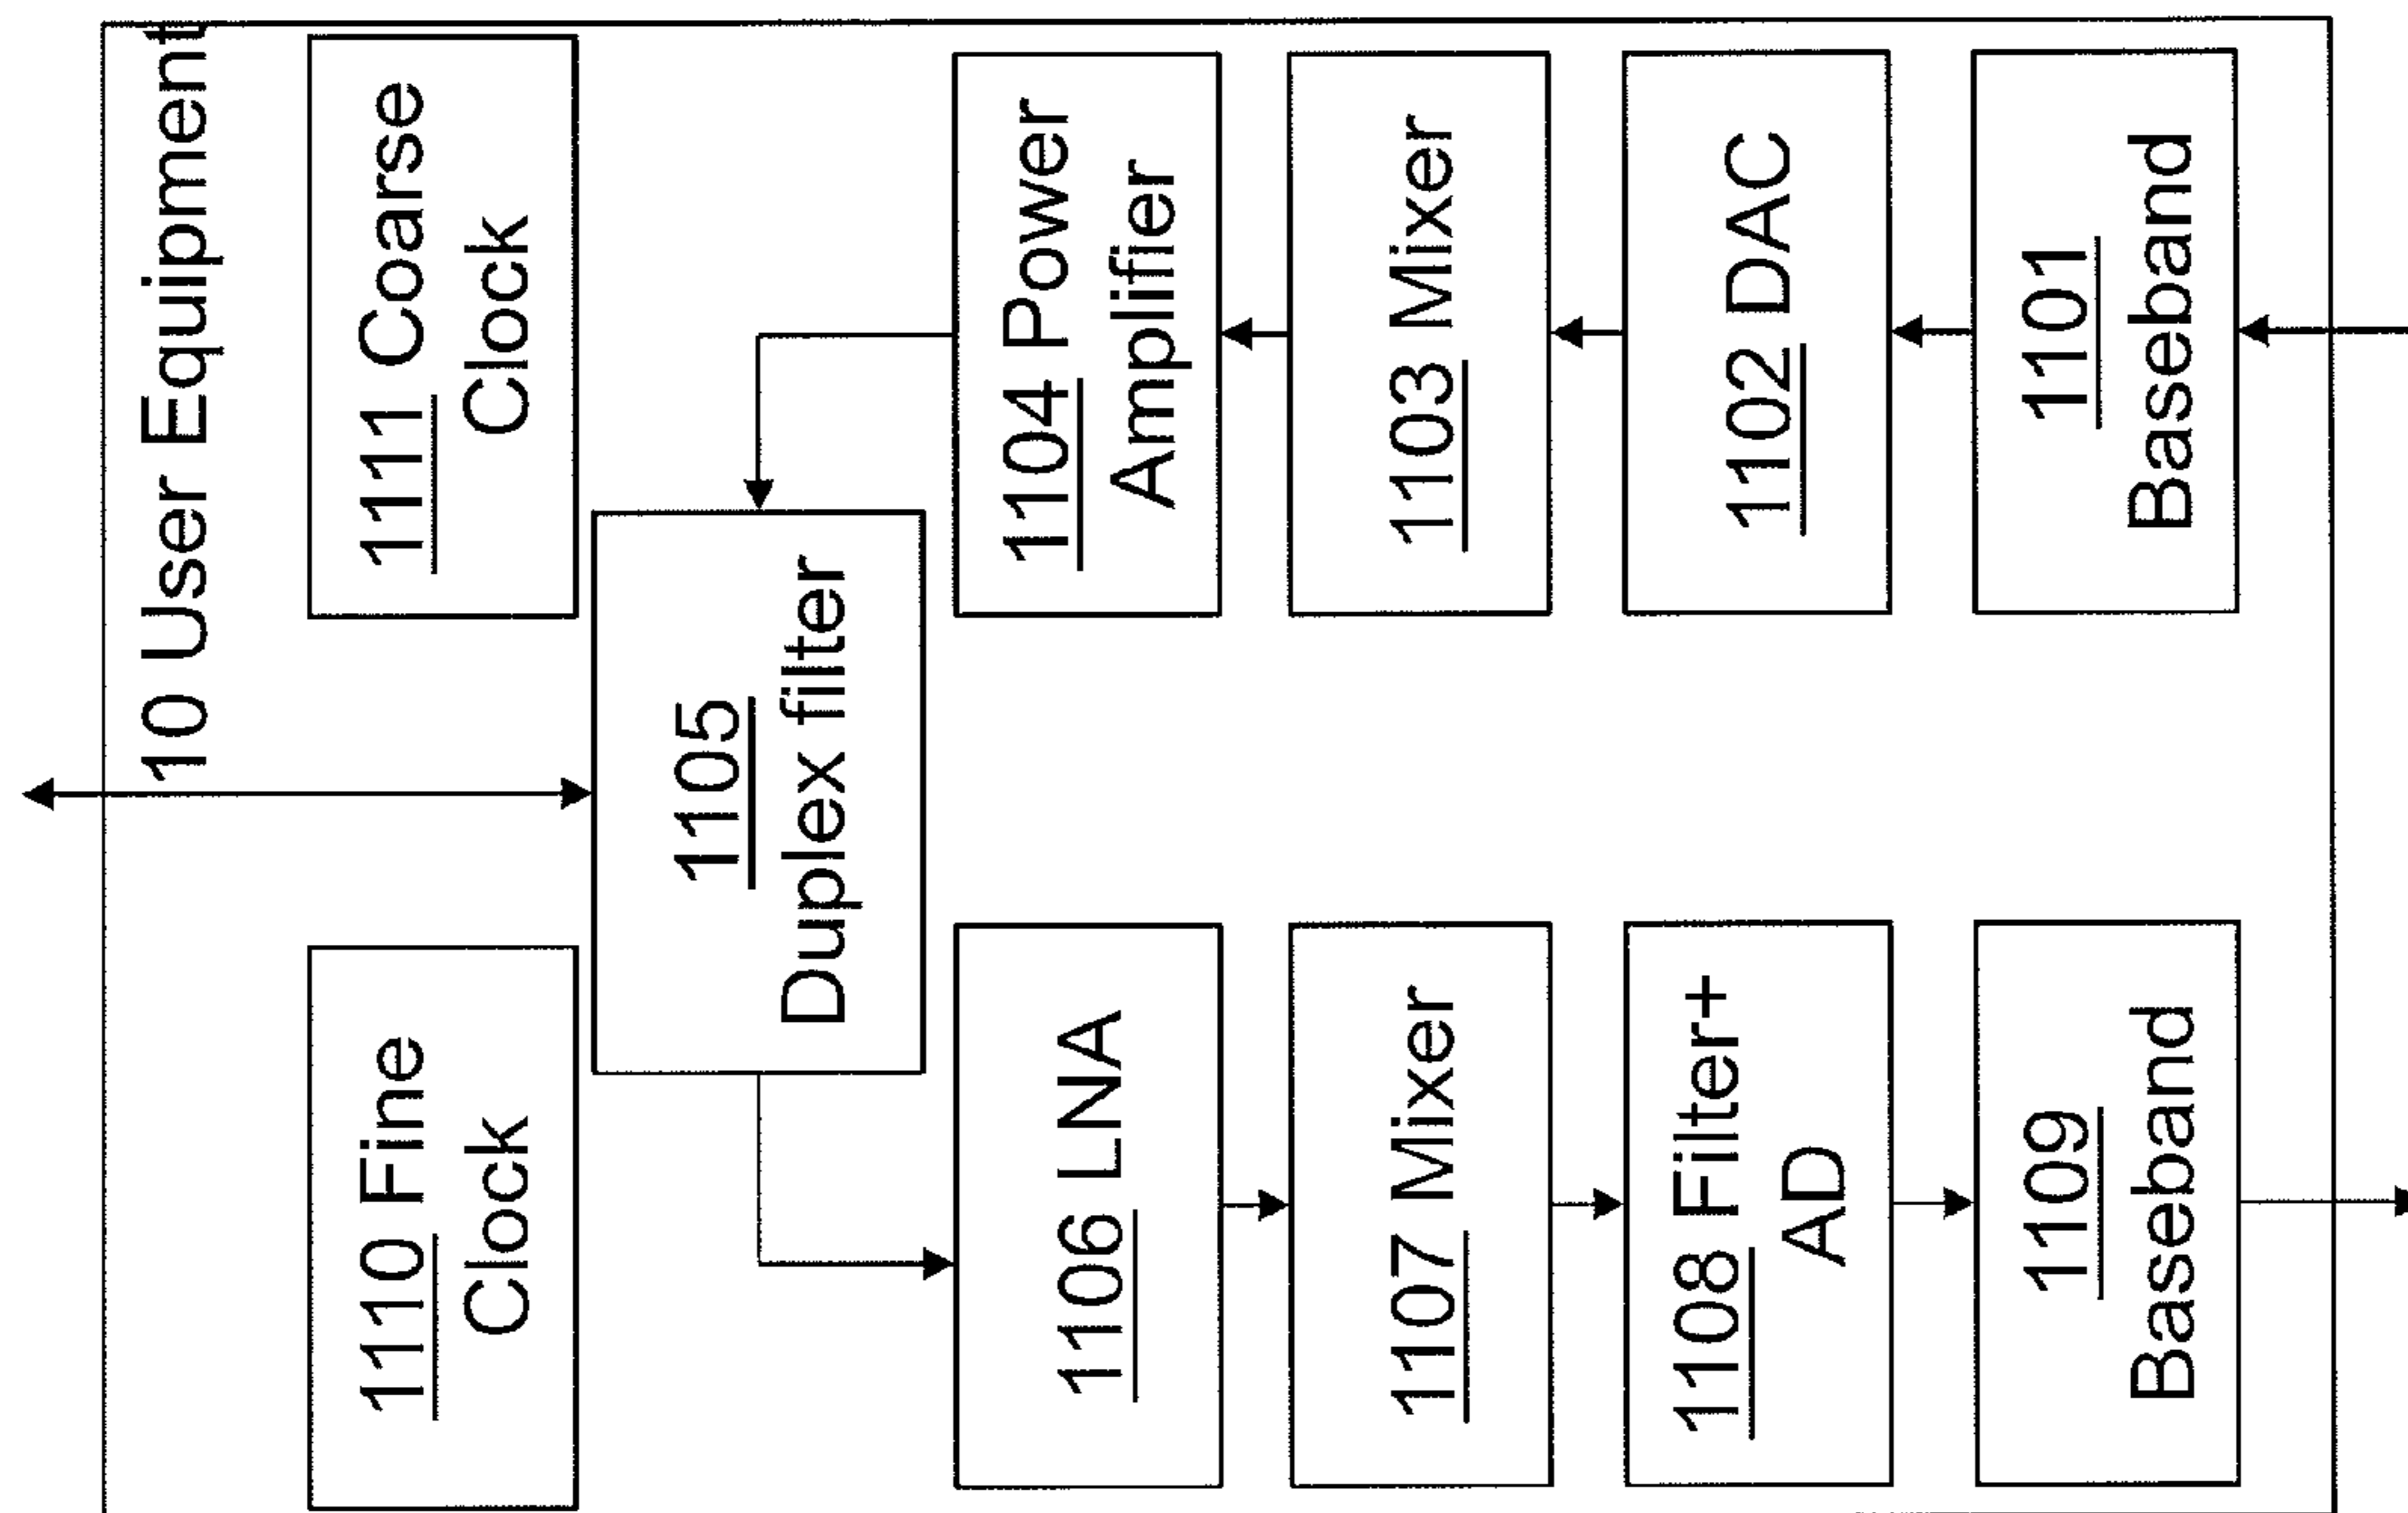 10 User Equipment
1110 Fine
Clock
1111 Coarse
Clock
1105
Duplex filter
1106 LNA
1104 Power
Amplifier
1107 Mixer
1103 Mixer
1108 Filter+
AD
1102 DAC
1109
Baseband
1101
Baseband